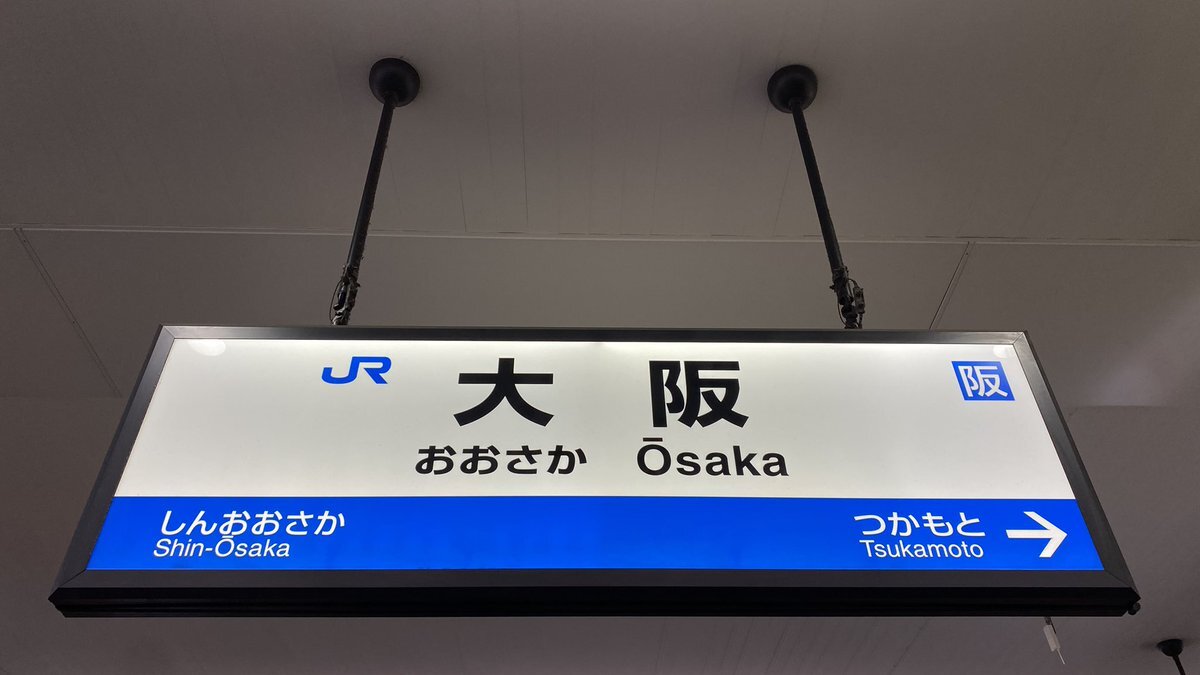 JR 大阪 阪
おおさか Ōsaka
しんおおさか つかもと →
Shin-Ōsaka Tsukamoto